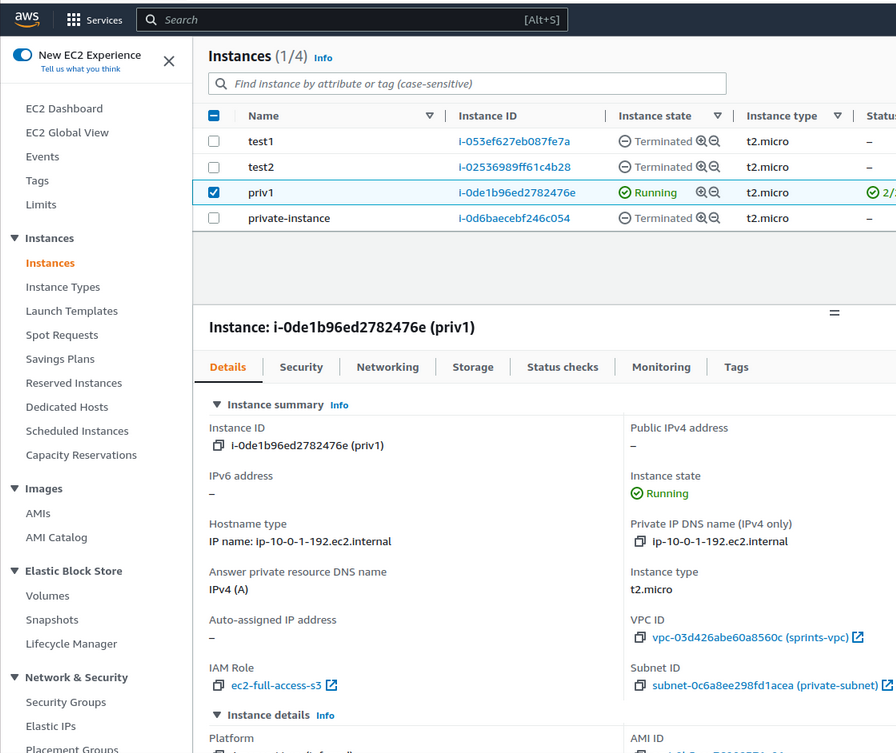 aws
Services
Search
[Alt+S]
New EC2 Experience
Tell us what you think
EC2 Dashboard
EC2 Global View
Events
Tags
Limits
Instances
Instances
Instance Types
Launch Templates
Spot Requests
Savings Plans
Reserved Instances
Dedicated Hosts
Scheduled Instances
Capacity Reservations
Images
AMIs
AMI Catalog
Elastic Block Store
Volumes
Snapshots
Lifecycle Manager
Network & Security
Security Groups
Elastic IPs
Placement Groups
Instances (1/4) Info
Find instance by attribute or tag (case-sensitive)
Name Instance ID Instance state Instance type Status
test1 i-053ef627eb087fe7a Terminated t2.micro –
test2 i-02536989ff61c4b28 Terminated t2.micro –
priv1 i-0de1b96ed2782476e Running t2.micro 2/
private-instance i-0d6baecebf246c054 Terminated t2.micro –
Instance: i-0de1b96ed2782476e (priv1)
Details Security Networking Storage Status checks Monitoring Tags
Instance summary Info
Instance ID
i-0de1b96ed2782476e (priv1)
Public IPv4 address
–
IPv6 address
–
Instance state
Running
Hostname type
IP name: ip-10-0-1-192.ec2.internal
Private IP DNS name (IPv4 only)
ip-10-0-1-192.ec2.internal
Answer private resource DNS name
IPv4 (A)
Instance type
t2.micro
Auto-assigned IP address
–
VPC ID
vpc-03d426abe60a8560c (sprints-vpc)
IAM Role
ec2-full-access-s3
Subnet ID
subnet-0c6a8ee298fd1acea (private-subnet)
Instance details Info
Platform
AMI ID